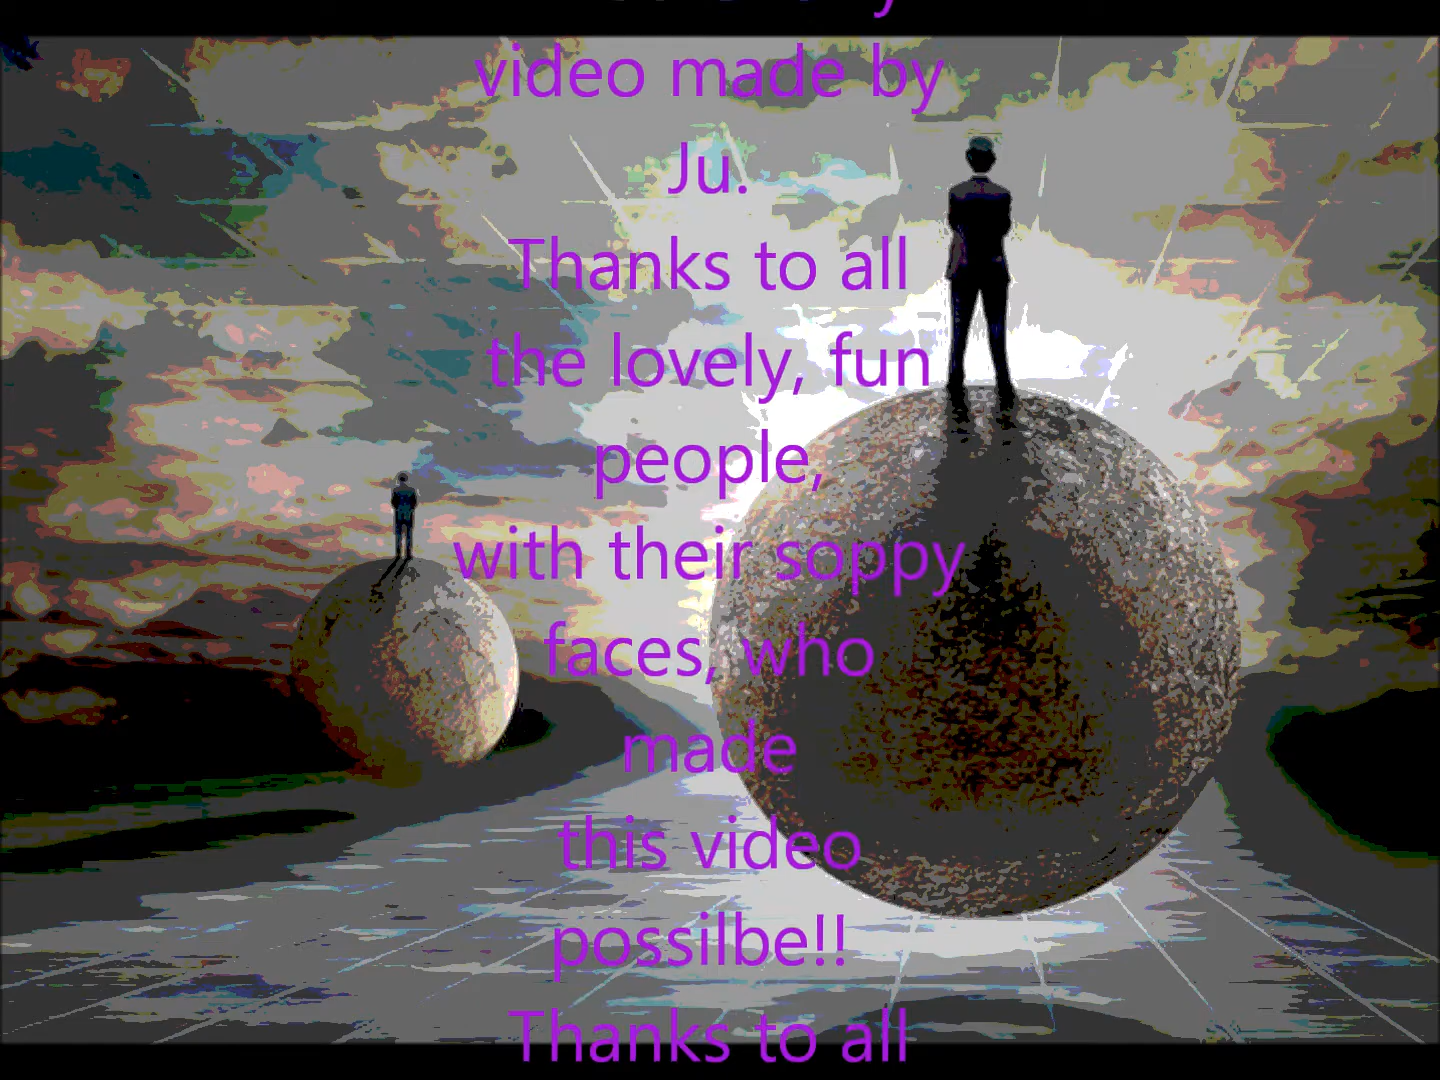 video made by
Ju.
Thanks to all
the lovely, fun
people,
with their soppy
faces, who
made
this video
possilbe!!
Thanks to all